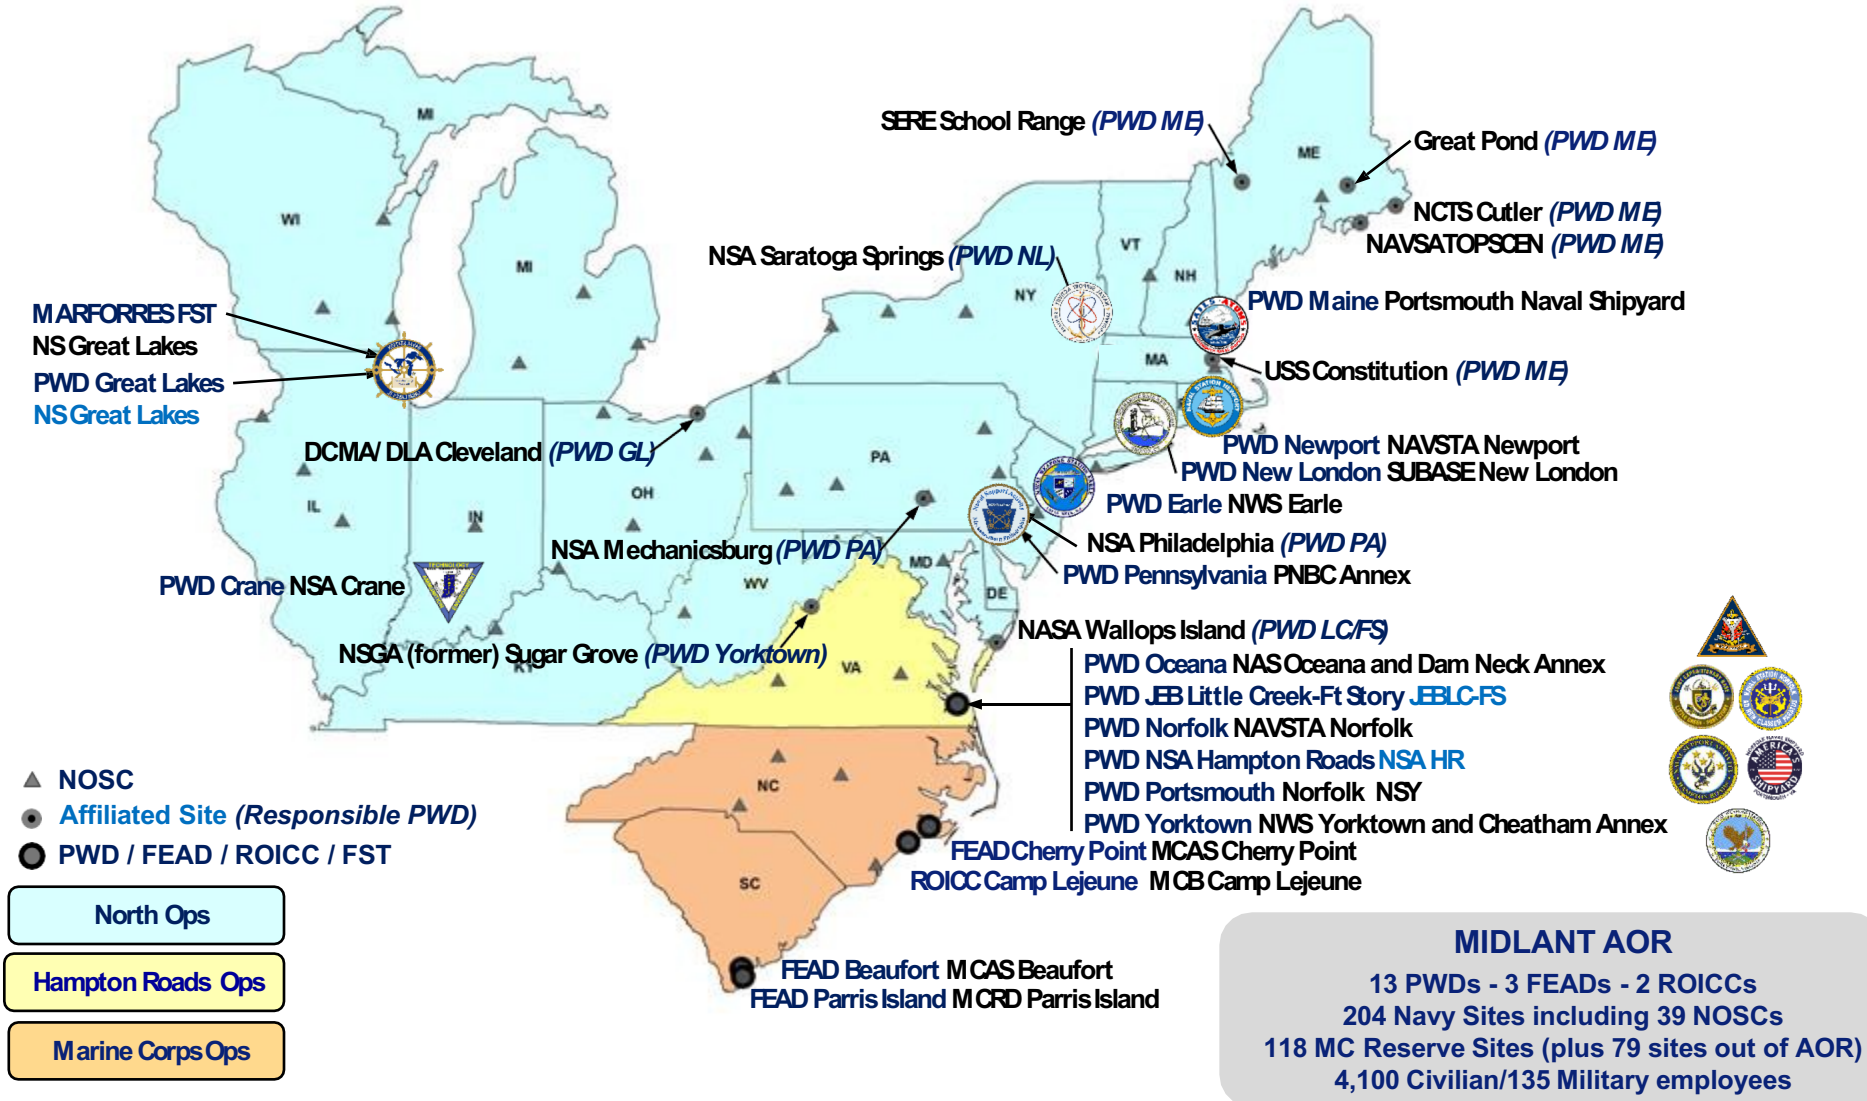 MI
ME
WI
MI
VT
NH
NY
MA
PA
OH
IL
IN
MD
WV
DE
KY
VA
NC
SC
SERE School Range (PWD ME)
Great Pond (PWD ME)
NCTS Cutler (PWD ME)
NAVSATOPSCEN (PWD ME)
NSA Saratoga Springs (PWD NL)
PWD Maine Portsmouth Naval Shipyard
MARFORRES FST
NS Great Lakes
PWD Great Lakes
NS Great Lakes
USS Constitution (PWD ME)
DCMA/ DLA Cleveland (PWD GL)
PWD Newport NAVSTA Newport
PWD New London SUBASE New London
PWD Earle NWS Earle
NSA Mechanicsburg (PWD PA)
NSA Philadelphia (PWD PA)
PWD Pennsylvania PNBC Annex
PWD Crane NSA Crane
NSGA (former) Sugar Grove (PWD Yorktown)
NASA Wallops Island (PWD LC/FS)
PWD Oceana NAS Oceana and Dam Neck Annex
PWD JEB Little Creek-Ft Story JEBLC-FS
PWD Norfolk NAVSTA Norfolk
PWD NSA Hampton Roads NSA HR
PWD Portsmouth Norfolk NSY
PWD Yorktown NWS Yorktown and Cheatham Annex
FEAD Cherry Point MCAS Cherry Point
ROICC Camp Lejeune MCB Camp Lejeune
FEAD Beaufort MCAS Beaufort
FEAD Parris Island MCRD Parris Island
NOSC
Affiliated Site (Responsible PWD)
PWD / FEAD / ROICC / FST
North Ops
Hampton Roads Ops
Marine Corps Ops
AMERICA'S
SHIPYARD
MIDLANT AOR
13 PWDs - 3 FEADs - 2 ROICCs
204 Navy Sites including 39 NOSCs
118 MC Reserve Sites (plus 79 sites out of AOR)
4,100 Civilian/135 Military employees